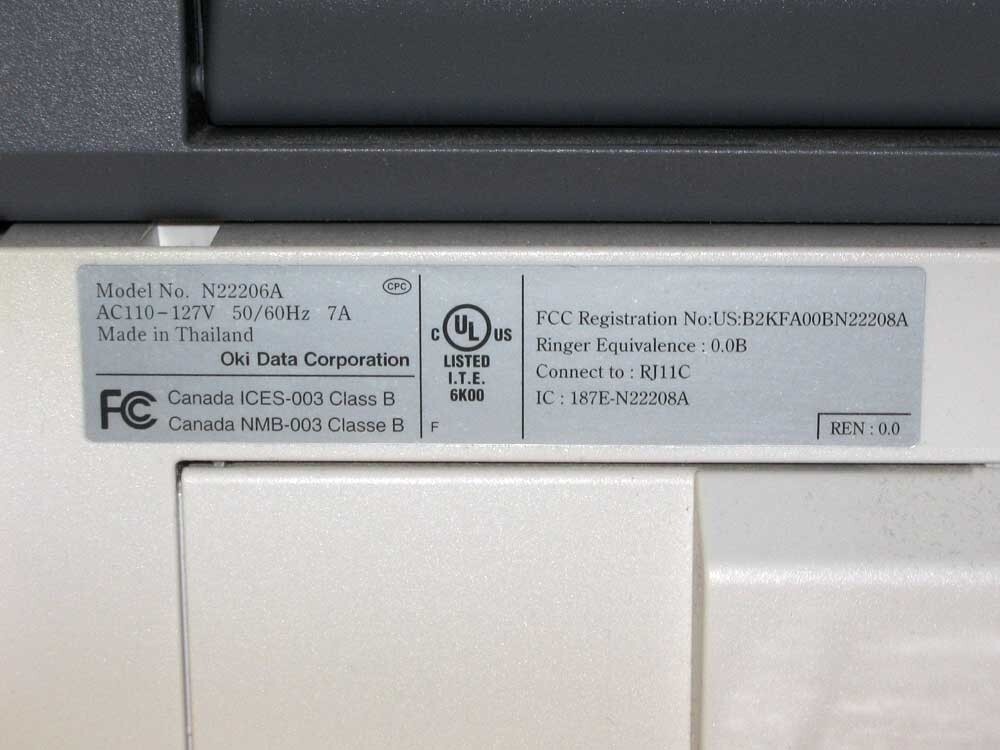 Model No. N22206A
CPC
AC110-127V 50/60Hz 7A
Made in Thailand
Oki Data Corporation
FC Canada ICES-003 Class B
Canada NMB-003 Classe B
C UL US
LISTED
I.T.E.
6K00
F
FCC Registration No:US:B2KFA00BN22208A
Ringer Equivalence : 0.0B
Connect to : RJ11C
IC : 187E-N22208A
REN : 0.0